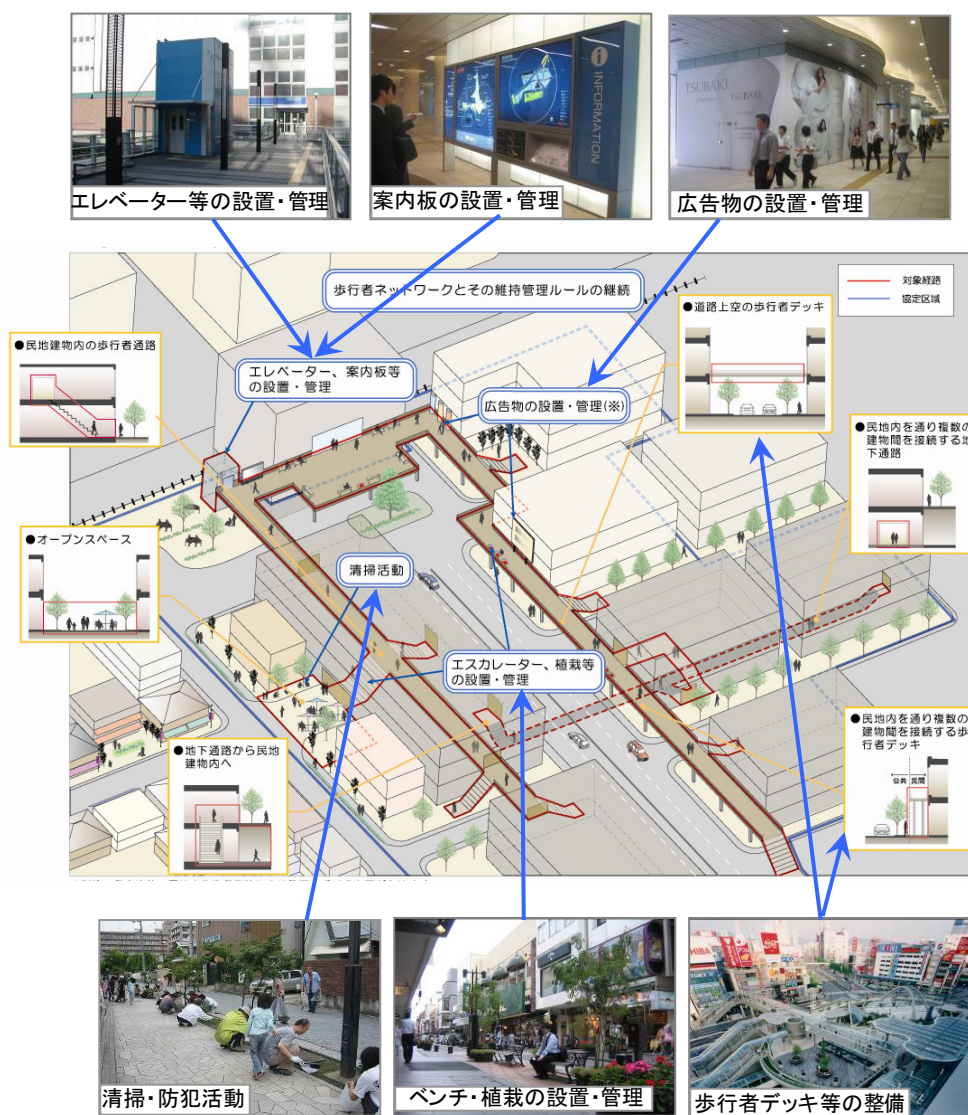 INFORMATION
TSUBAKI
TSUBAKI
エレベーター等の設置・管理
案内板の設置・管理
広告物の設置・管理
歩行者ネットワークとその維持管理ルールの継続
対象経路
協定区域
●道路上空の歩行者デッキ
●民地建物内の歩行者通路
エレベーター、案内板等
の設置・管理
広告物の設置・管理(※)
●民地内を通り複数の
建物間を接続する地
下通路
●オープンスペース
清掃活動
エスカレーター、植栽等
の設置・管理
●地下通路から民地
建物内へ
●民地内を通り複数の
建物間を接続する歩
行者デッキ
公共 民間
清掃・防犯活動
ベンチ・植栽の設置・管理
歩行者デッキ等の整備